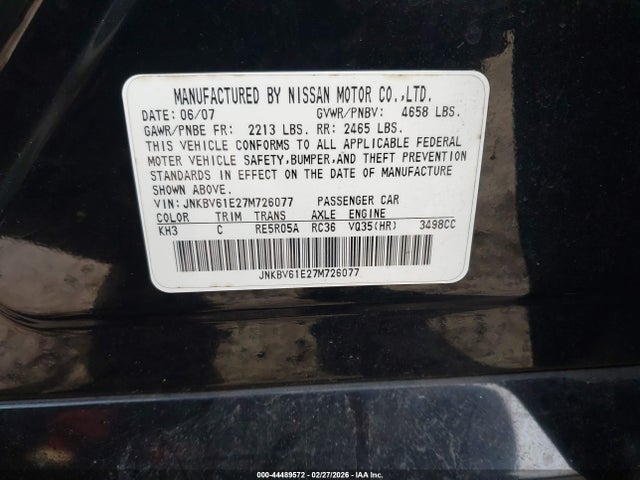 MANUFACTURED BY NISSAN MOTOR CO.,LTD.
DATE: 06/07 GVWR/PNBV: 4658 LBS.
GAWR/PNBE FR: 2213 LBS. RR: 2465 LBS.
THIS VEHICLE CONFORMS TO ALL APPLICABLE FEDERAL
MOTOR VEHICLE SAFETY,BUMPER,AND THEFT PREVENTION
STANDARDS IN EFFECT ON THE DATE OF MANUFACTURE
SHOWN ABOVE.
VIN: JNKBV61E27M726077 PASSENGER CAR
COLOR TRIM TRANS AXLE ENGINE
KH3 C RE5R05A RC36 VQ35(HR) 3498CC
JNKBV61E27M726077
000-44489572 - 02/27/2026 - IAAI.CA